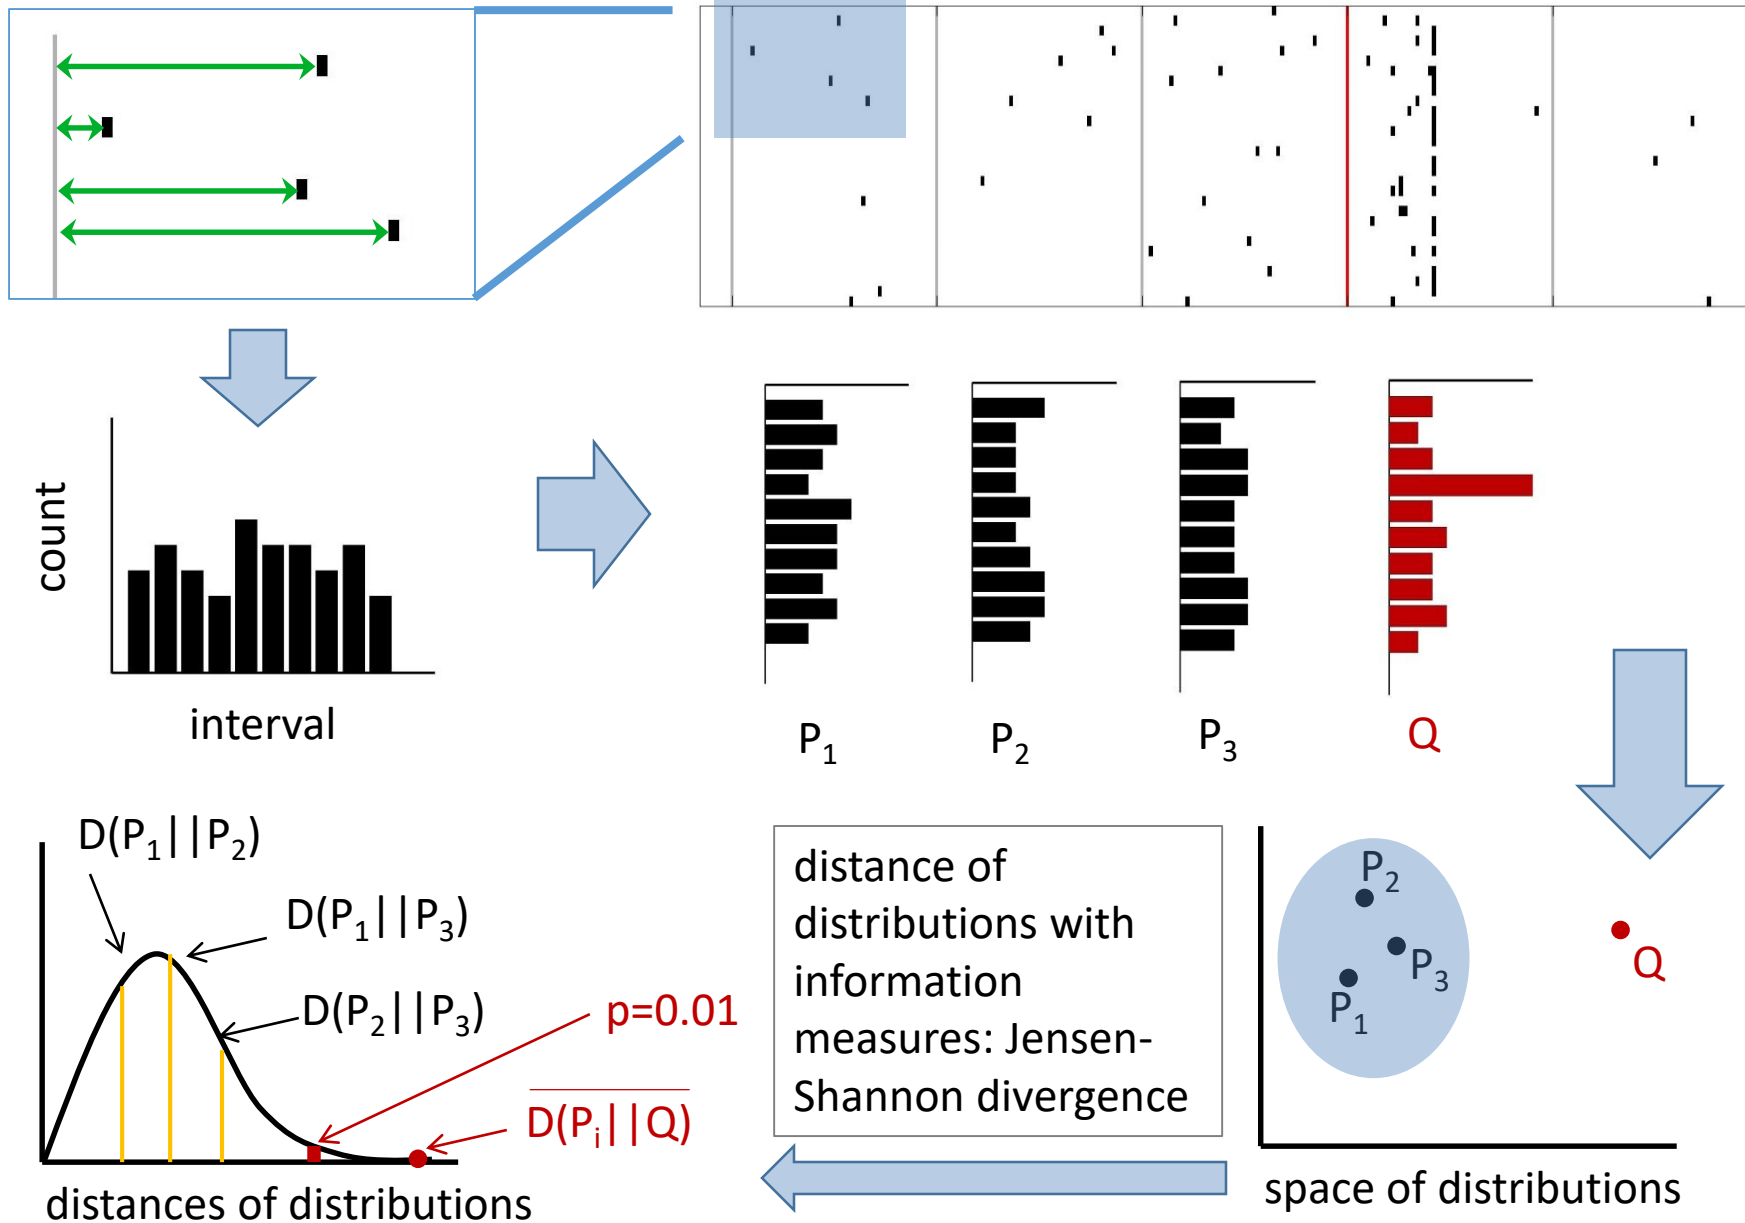 count
interval
P₁
P₂
P₃
Q
D(P₁||P₂)
D(P₁||P₃)
D(P₂||P₃)
p=0.01
D(Pᵢ||Q)
distances of distributions
distance of
distributions with
information
measures: Jensen-
Shannon divergence
P₂
P₃
P₁
Q
space of distributions